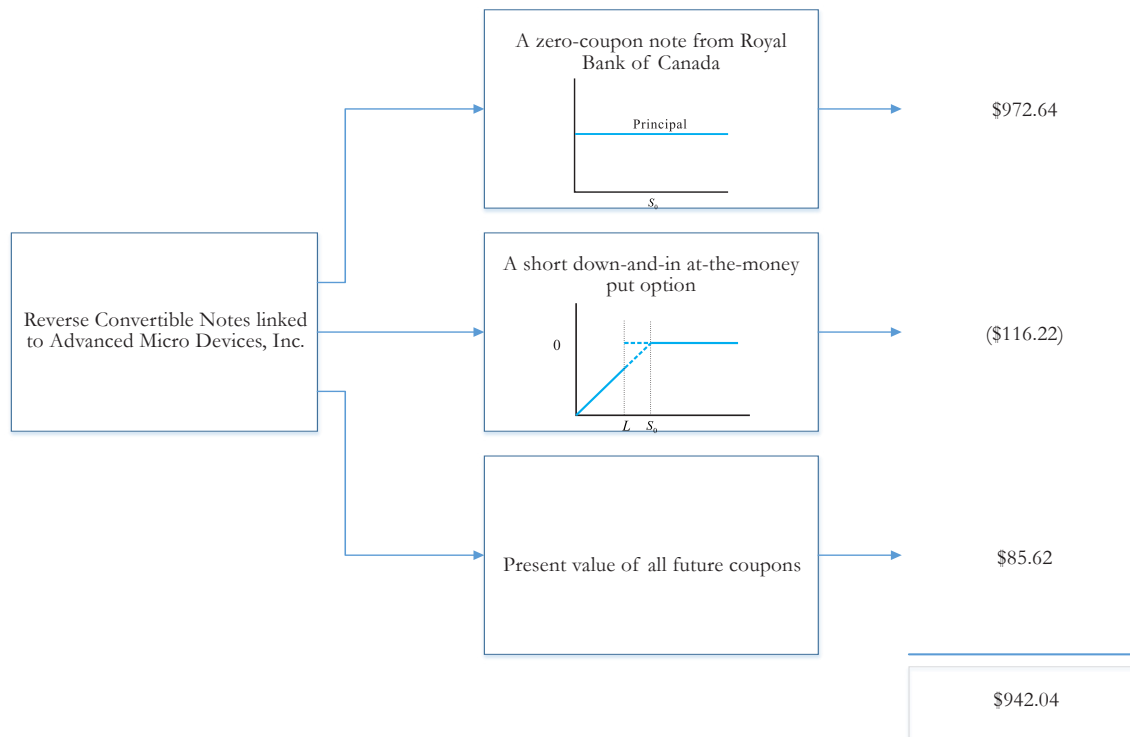 A zero-coupon note from Royal
Bank of Canada
Principal
S₀
$972.64
Reverse Convertible Notes linked
to Advanced Micro Devices, Inc.
A short down-and-in at-the-money
put option
0
L S₀
($116.22)
Present value of all future coupons
$85.62
$942.04